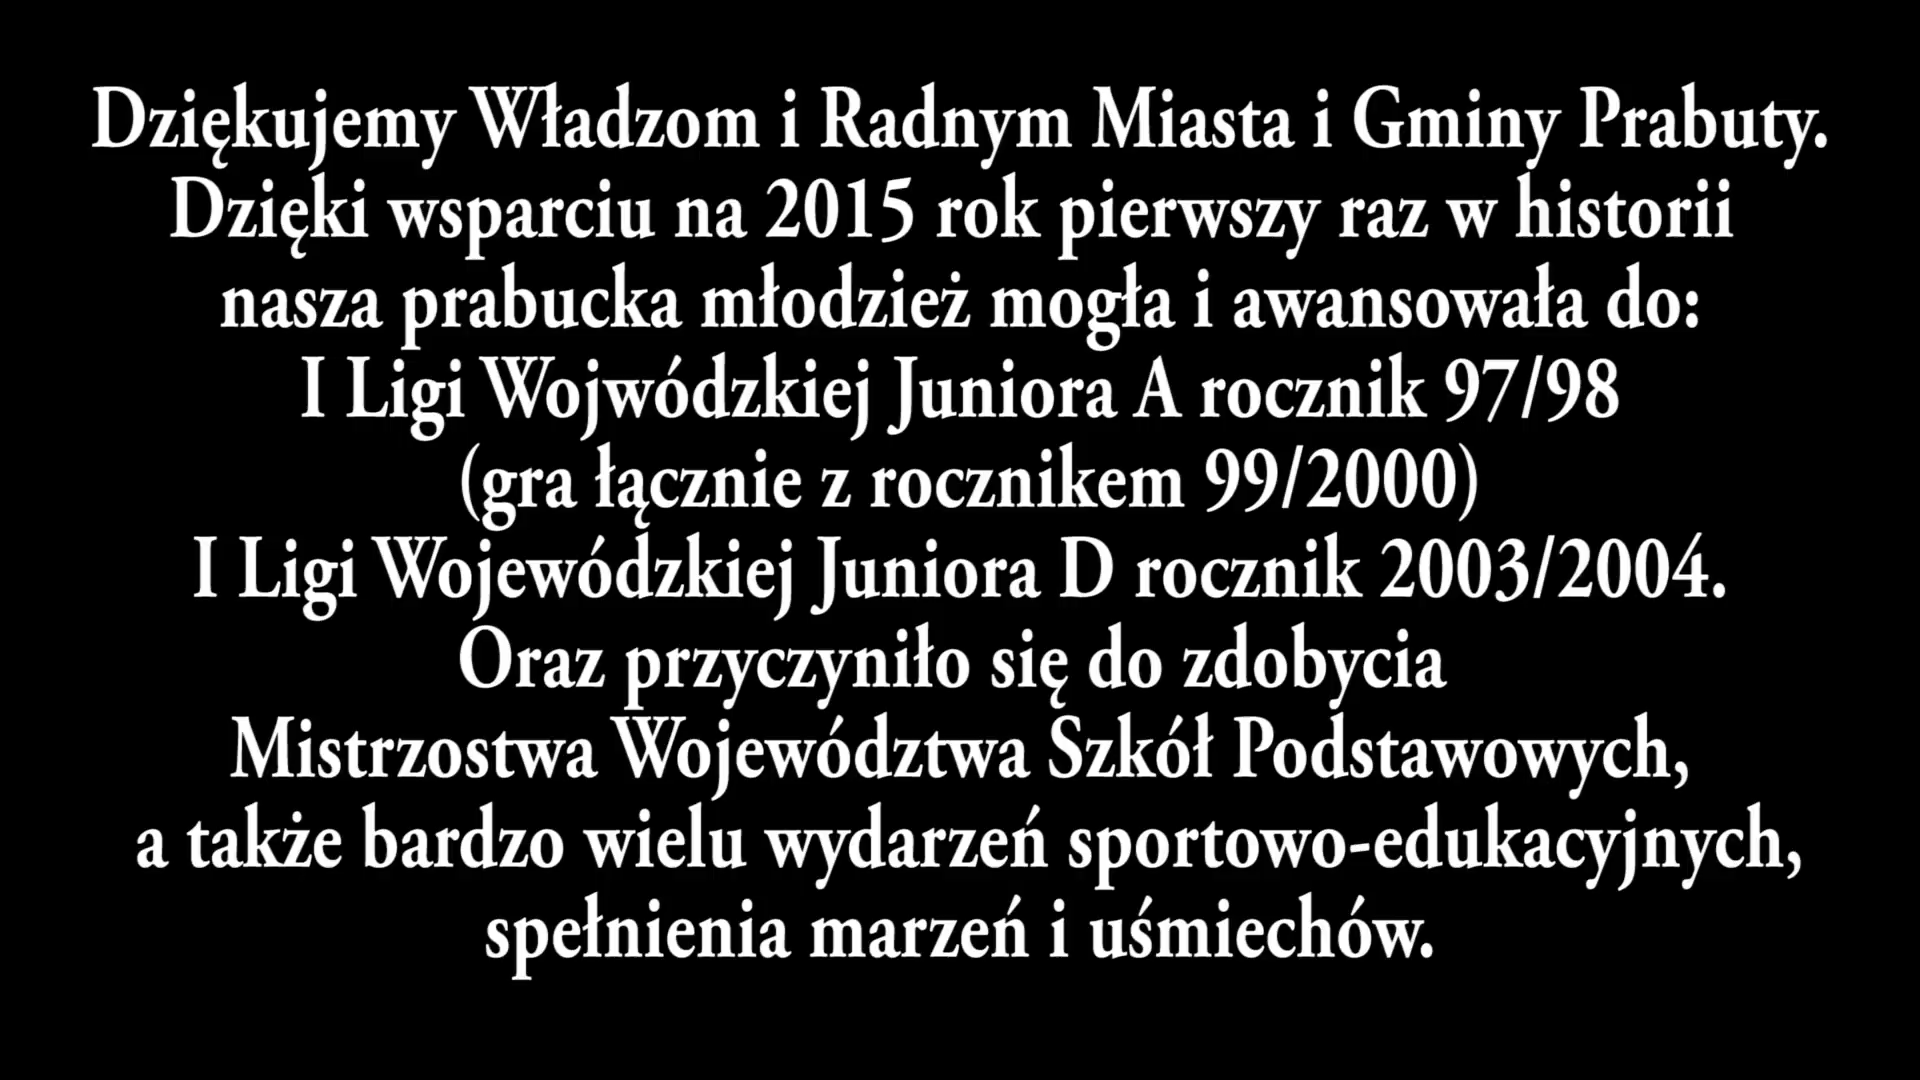 Dziękujemy Władzom i Radnym Miasta i Gminy Prabuty.
Dzięki wsparciu na 2015 rok pierwszy raz w historii
nasza prabucka młodzież mogła i awansowała do:
I Ligi Wojwódzkiej Juniora A rocznik 97/98
(gra łącznie z rocznikem 99/2000)
I Ligi Wojewódzkiej Juniora D rocznik 2003/2004.
Oraz przyczyniło się do zdobycia
Mistrzostwa Województwa Szkół Podstawowych,
a także bardzo wielu wydarzeń sportowo-edukacyjnych,
spełnienia marzeń i uśmiechów.